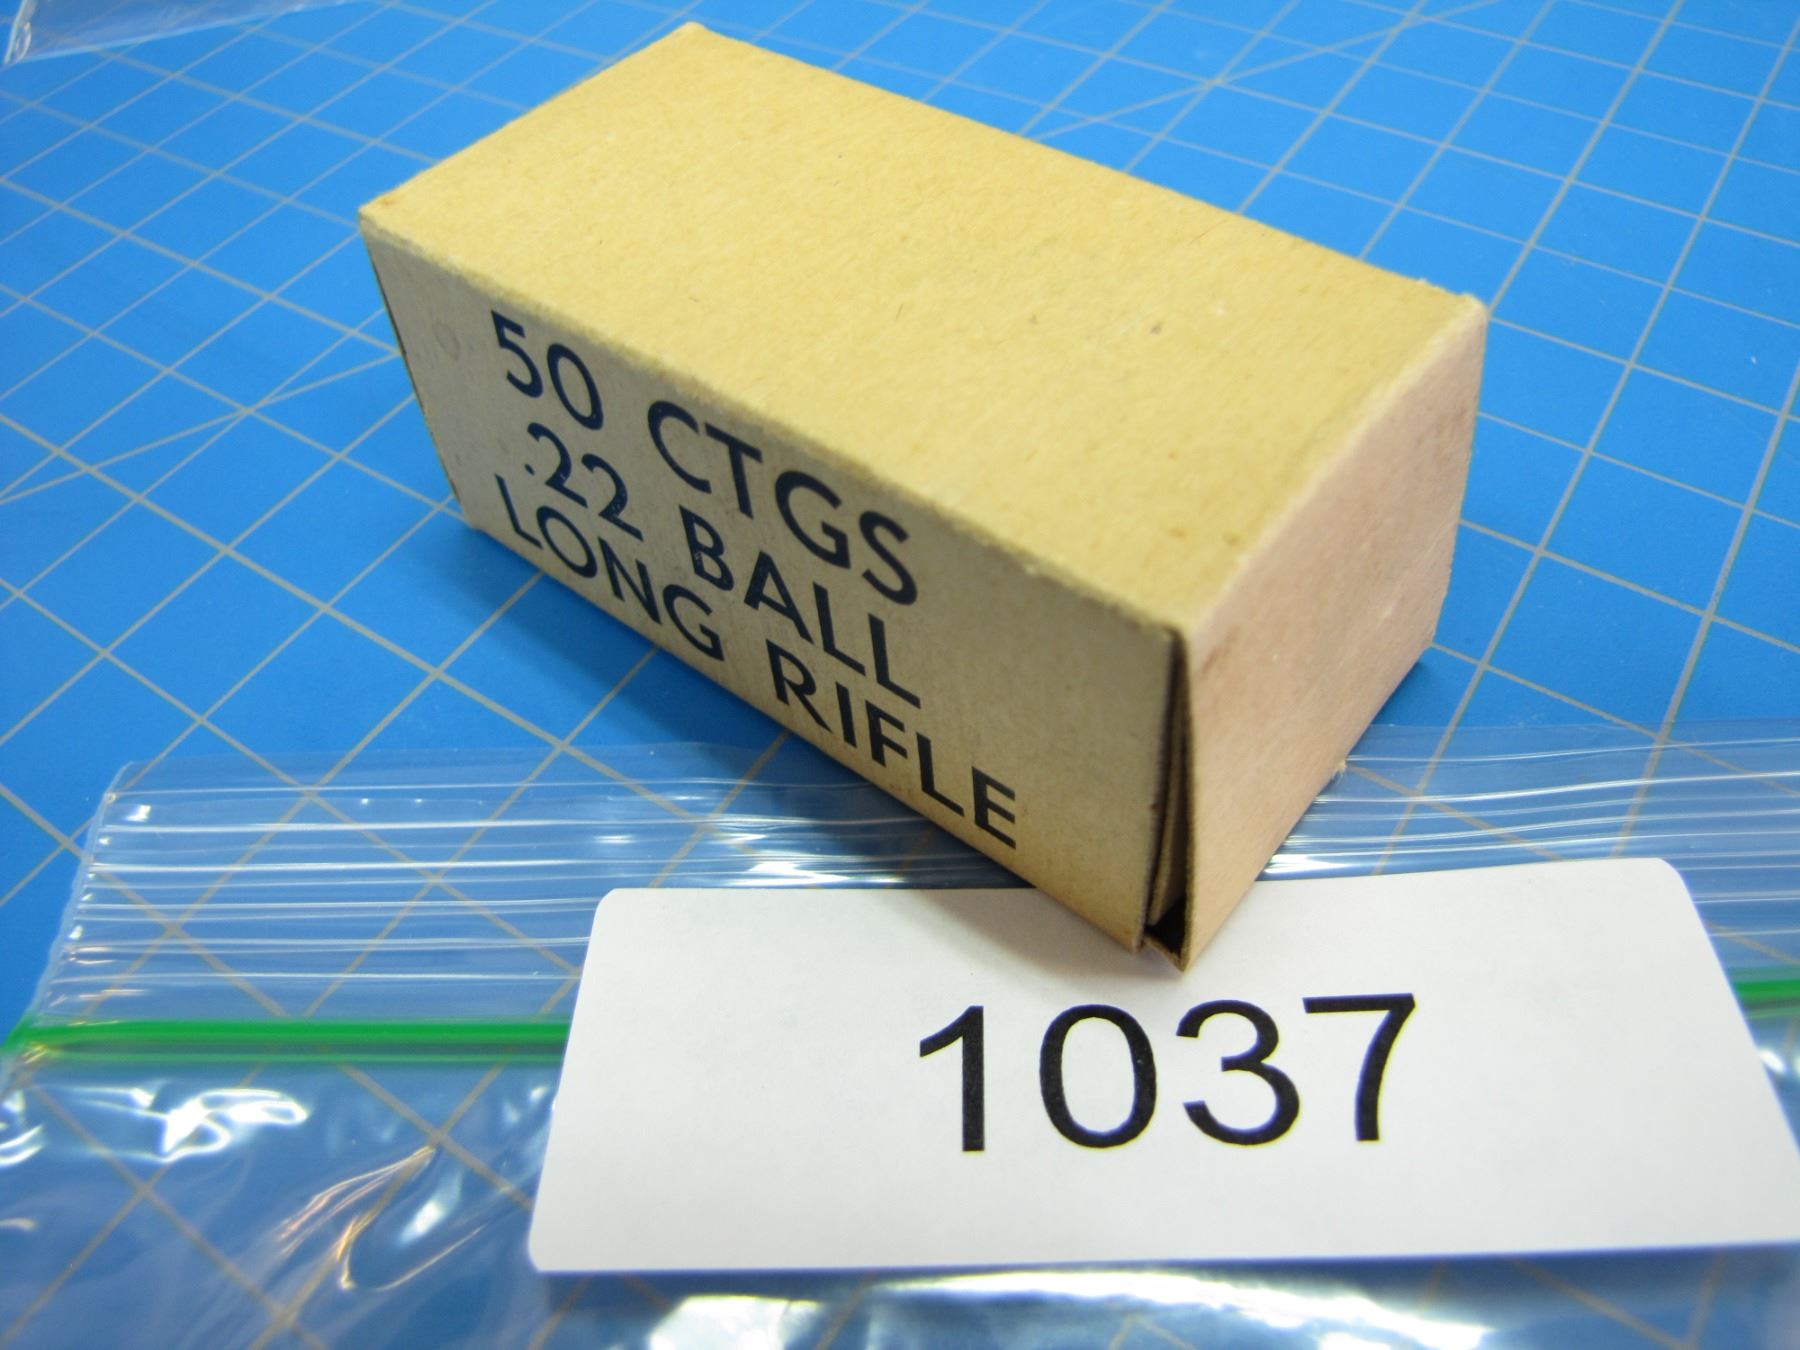 50 CTGS
.22 BALL
LONG RIFLE
1037